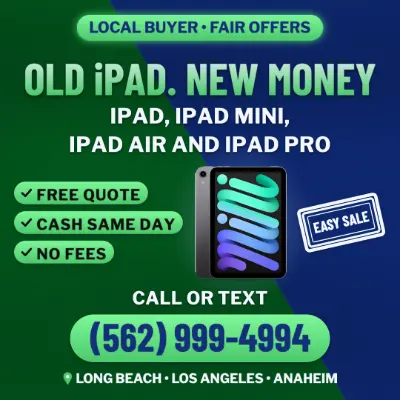 LOCAL BUYER • FAIR OFFERS
OLD iPAD. NEW MONEY
IPAD, IPAD MINI,
IPAD AIR AND IPAD PRO
FREE QUOTE
CASH SAME DAY
NO FEES
EASY SALE
CALL OR TEXT
(562) 999-4994
LONG BEACH • LOS ANGELES • ANAHEIM